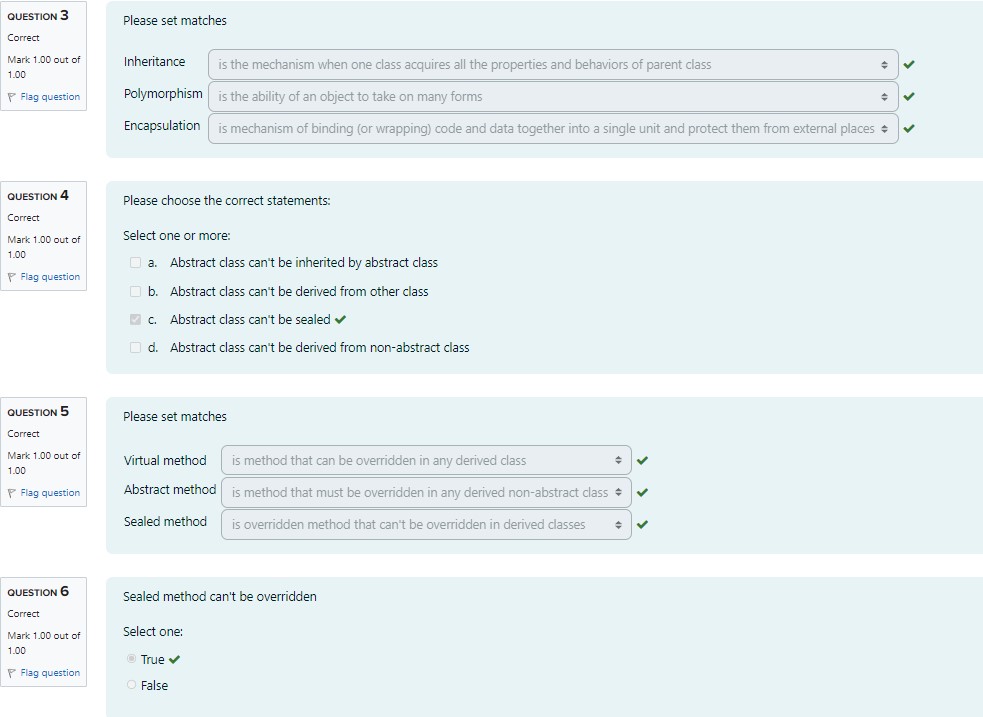 QUESTION 3
Correct
Mark 1.00 out of
1.00
Flag question
Please set matches
Inheritance is the mechanism when one class acquires all the properties and behaviors of parent class
Polymorphism is the ability of an object to take on many forms
Encapsulation is mechanism of binding (or wrapping) code and data together into a single unit and protect them from external places
QUESTION 4
Correct
Mark 1.00 out of
1.00
Flag question
Please choose the correct statements:
Select one or more:
a. Abstract class can't be inherited by abstract class
b. Abstract class can't be derived from other class
c. Abstract class can't be sealed
d. Abstract class can't be derived from non-abstract class
QUESTION 5
Correct
Mark 1.00 out of
1.00
Flag question
Please set matches
Virtual method is method that can be overridden in any derived class
Abstract method is method that must be overridden in any derived non-abstract class
Sealed method is overridden method that can't be overridden in derived classes
QUESTION 6
Correct
Mark 1.00 out of
1.00
Flag question
Sealed method can't be overridden
Select one:
True
False